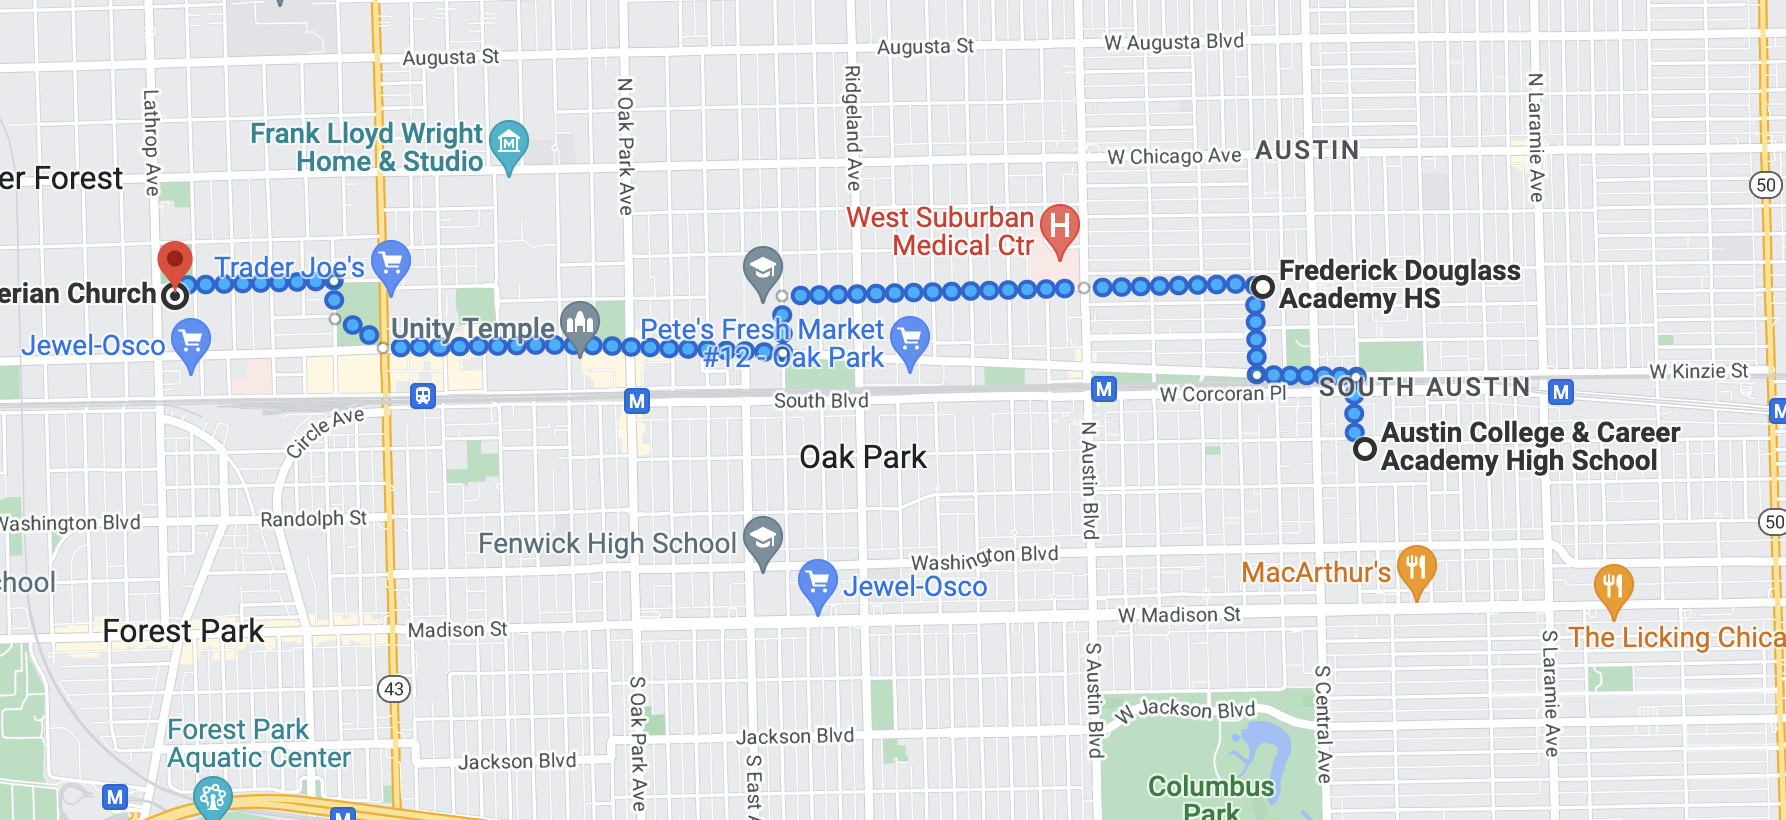 Augusta St
Augusta St
W Augusta Blvd
Lathrop Ave
N Oak Park Ave
Ridgeland Ave
N Laramie Ave
Frank Lloyd Wright
Home & Studio
W Chicago Ave
AUSTIN
er Forest
50
West Suburban
Medical Ctr
H
Trader Joe's
erian Church
Frederick Douglass
Academy HS
Jewel-Osco
Unity Temple
Pete's Fresh Market
#12 - Oak Park
W Kinzie St
SOUTH AUSTIN
W Corcoran Pl
M
M
M
M
South Blvd
Circle Ave
Austin College & Career
Academy High School
Oak Park
N Austin Blvd
Washington Blvd
Randolph St
50
Fenwick High School
Washington Blvd
chool
Jewel-Osco
MacArthur's
W Madison St
Forest Park
Madison St
The Licking Chica
S Laramie Ave
S Austin Blvd
S Central Ave
S Oak Park Ave
43
W Jackson Blvd
Forest Park
Aquatic Center
Jackson Blvd
Jackson Blvd
S East A
Columbus
Park
M
M